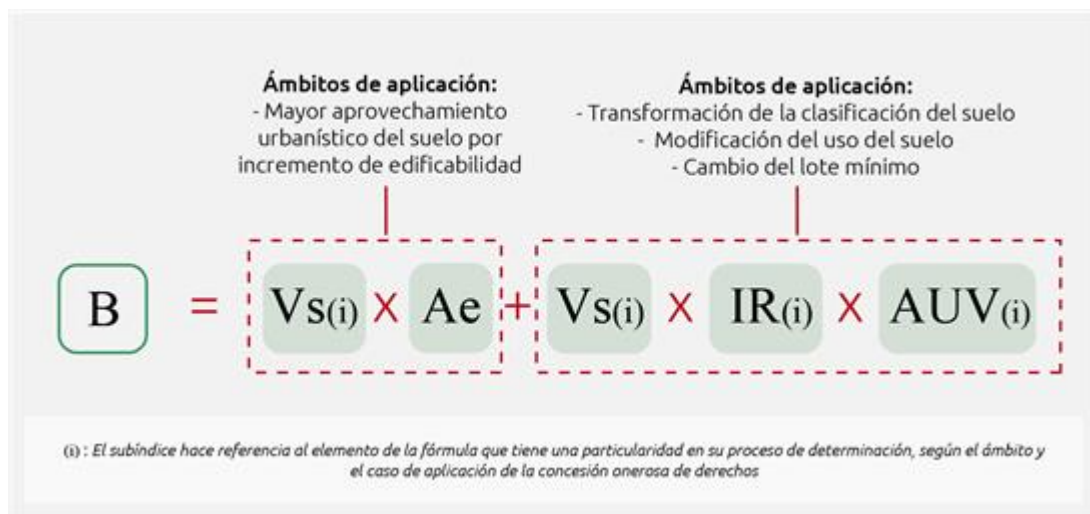 Ámbitos de aplicación:
- Mayor aprovechamiento
urbanístico del suelo por
incremento de edificabilidad
Ámbitos de aplicación:
- Transformación de la clasificación del suelo
- Modificación del uso del suelo
- Cambio del lote mínimo
B = Vs(i) X Ae + Vs(i) X IR(i) X AUV(i)
(i) : El subíndice hace referencia al elemento de la fórmula que tiene una particularidad en su proceso de determinación, según el ámbito y
el caso de aplicación de la concesión onerosa de derechos